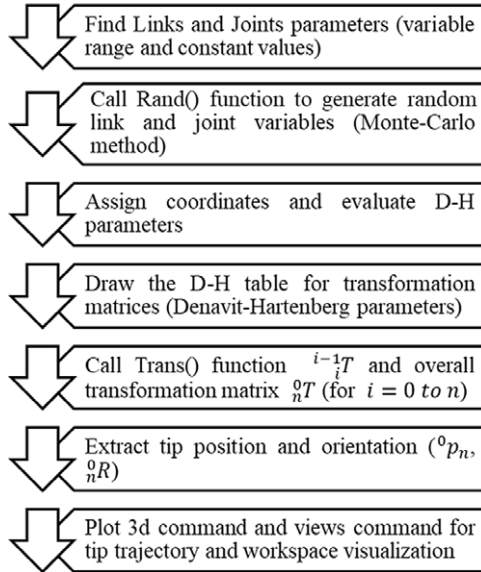 Find Links and Joints parameters (variable
range and constant values)
Call Rand() function to generate random
link and joint variables (Monte-Carlo
method)
Assign coordinates and evaluate D-H
parameters
Draw the D-H table for transformation
matrices (Denavit-Hartenberg parameters)
Call Trans() function ${}^{i-1}_{i}T$ and overall
transformation matrix ${}^{0}_{n}T$ (for $i = 0$ to $n$)
Extract tip position and orientation (${}^{0}p_{n}$,
${}^{0}_{n}R$)
Plot 3d command and views command for
tip trajectory and workspace visualization